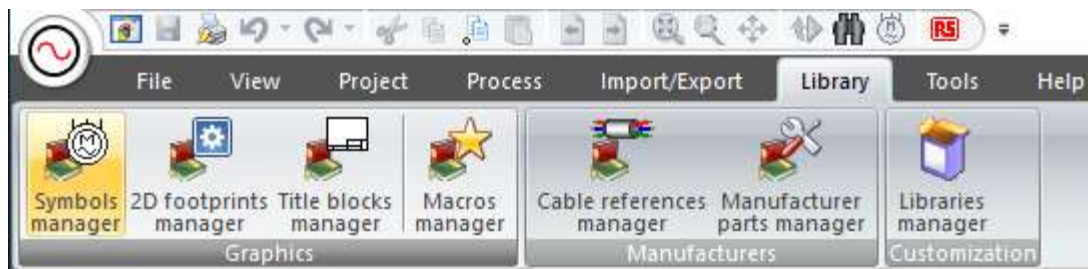 RS
File View Project Process Import/Export Library Tools Help
Symbols manager
2D footprints manager
Title blocks manager
Macros manager
Cable references manager
Manufacturer parts manager
Libraries manager
Graphics Manufacturers Customization